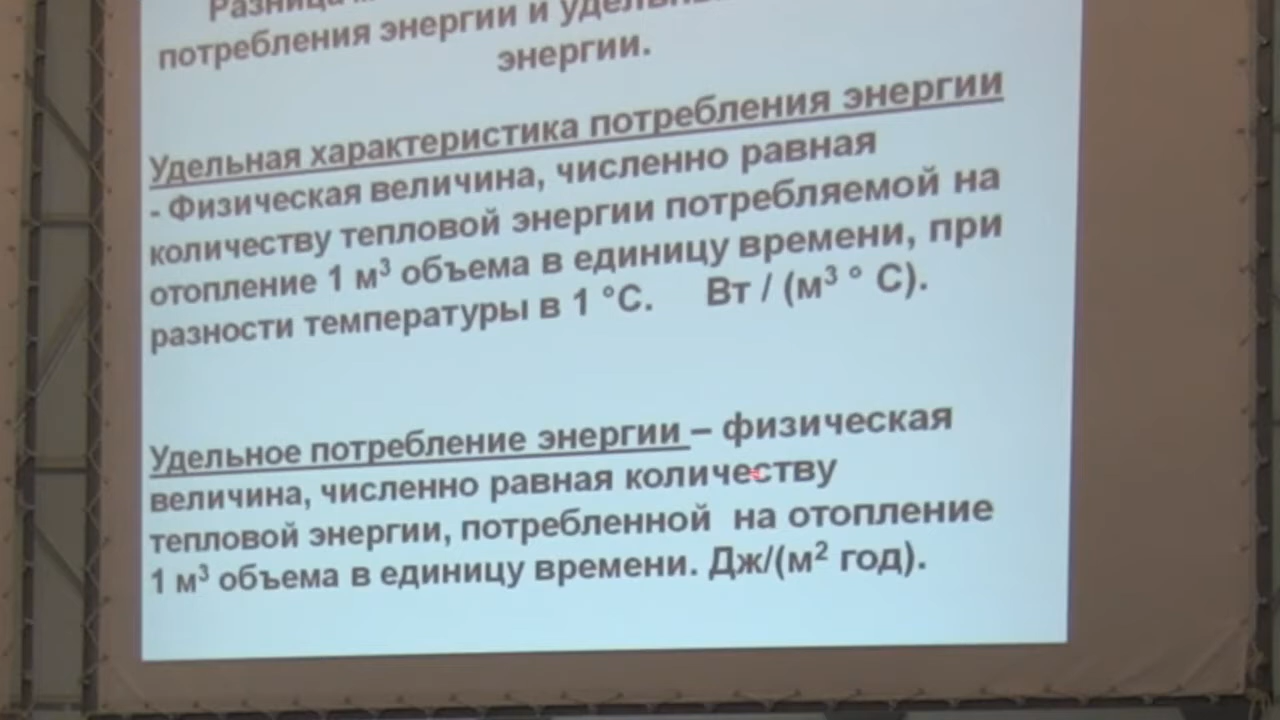 Разница
потребления энергии и
энергии.
Удельная характеристика потребления энергии
- Физическая величина, численно равная
количеству тепловой энергии потребляемой на
отопление 1 м³ объема в единицу времени, при
разности температуры в 1 °С. Вт / (м³ ° С).
Удельное потребление энергии – физическая
величина, численно равная количеству
тепловой энергии, потребленной на отопление
1 м³ объема в единицу времени. Дж/(м² год).